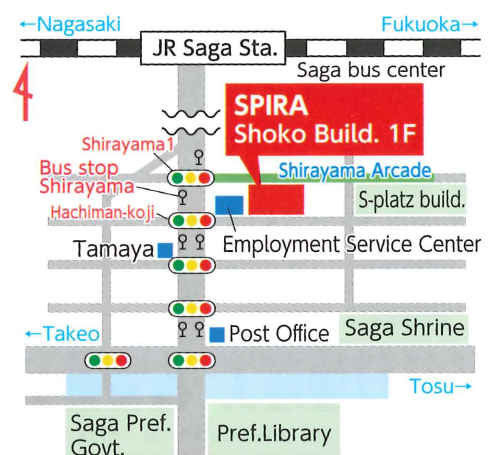 ←Nagasaki
Fukuoka→
JR Saga Sta.
Saga bus center
SPIRA
Shoko Build. 1F
Shirayama1
Bus stop
Shirayama
Shirayama Arcade
S-platz build.
Hachiman-koji
Tamaya
Employment Service Center
←Takeo
Post Office
Saga Shrine
Tosu→
Saga Pref.
Govt.
Pref.Library